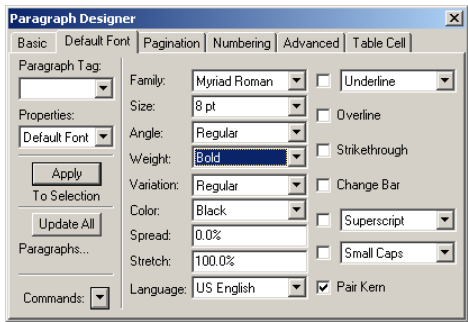 Paragraph Designer
Basic Default Font Pagination Numbering Advanced Table Cell
Paragraph Tag:
Properties:
Default Font
Apply
To Selection
Update All
Paragraphs...
Commands:
Family: Myriad Roman
Size: 8 pt
Angle: Regular
Weight: Bold
Variation: Regular
Color: Black
Spread: 0.0%
Stretch: 100.0%
Language: US English
Underline
Overline
Strikethrough
Change Bar
Superscript
Small Caps
Pair Kern